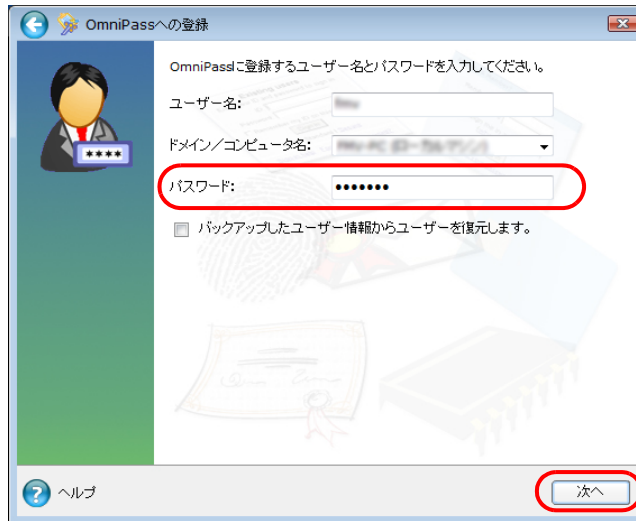 OmniPassへの登録
OmniPassに登録するユーザー名とパスワードを入力してください。
ユーザー名:
ドメイン／コンピュータ名:
****
パスワード: •••••••
バックアップしたユーザー情報からユーザーを復元します。
ヘルプ
次へ